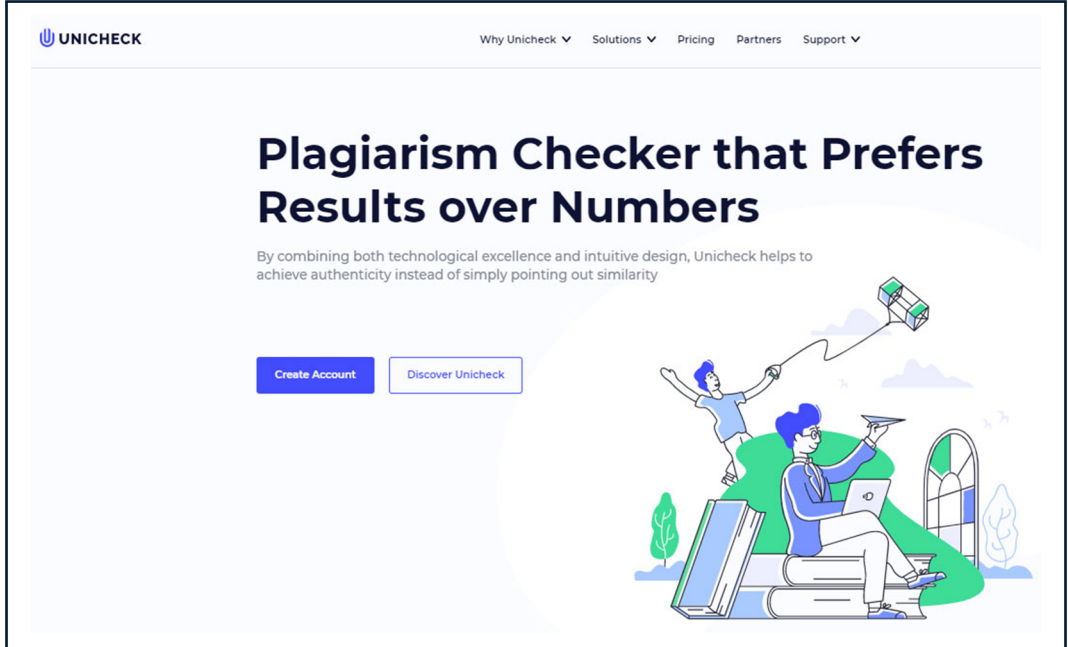 UNICHECK
Why Unicheck
Solutions
Pricing
Partners
Support
Plagiarism Checker that Prefers
Results over Numbers
By combining both technological excellence and intuitive design, Unicheck helps to
achieve authenticity instead of simply pointing out similarity
Create Account
Discover Unicheck